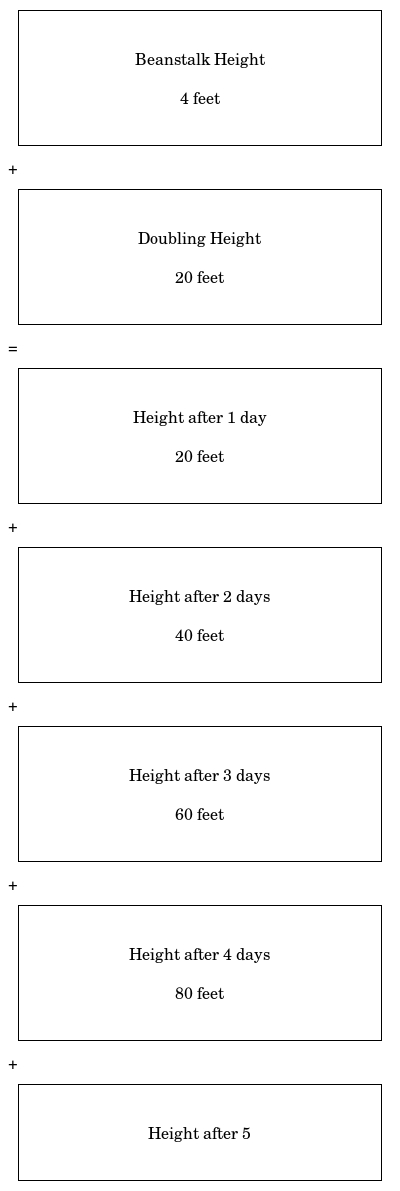 Beanstalk Height
4 feet
+
Doubling Height
20 feet
=
Height after 1 day
20 feet
+
Height after 2 days
40 feet
+
Height after 3 days
60 feet
+
Height after 4 days
80 feet
+
Height after 5